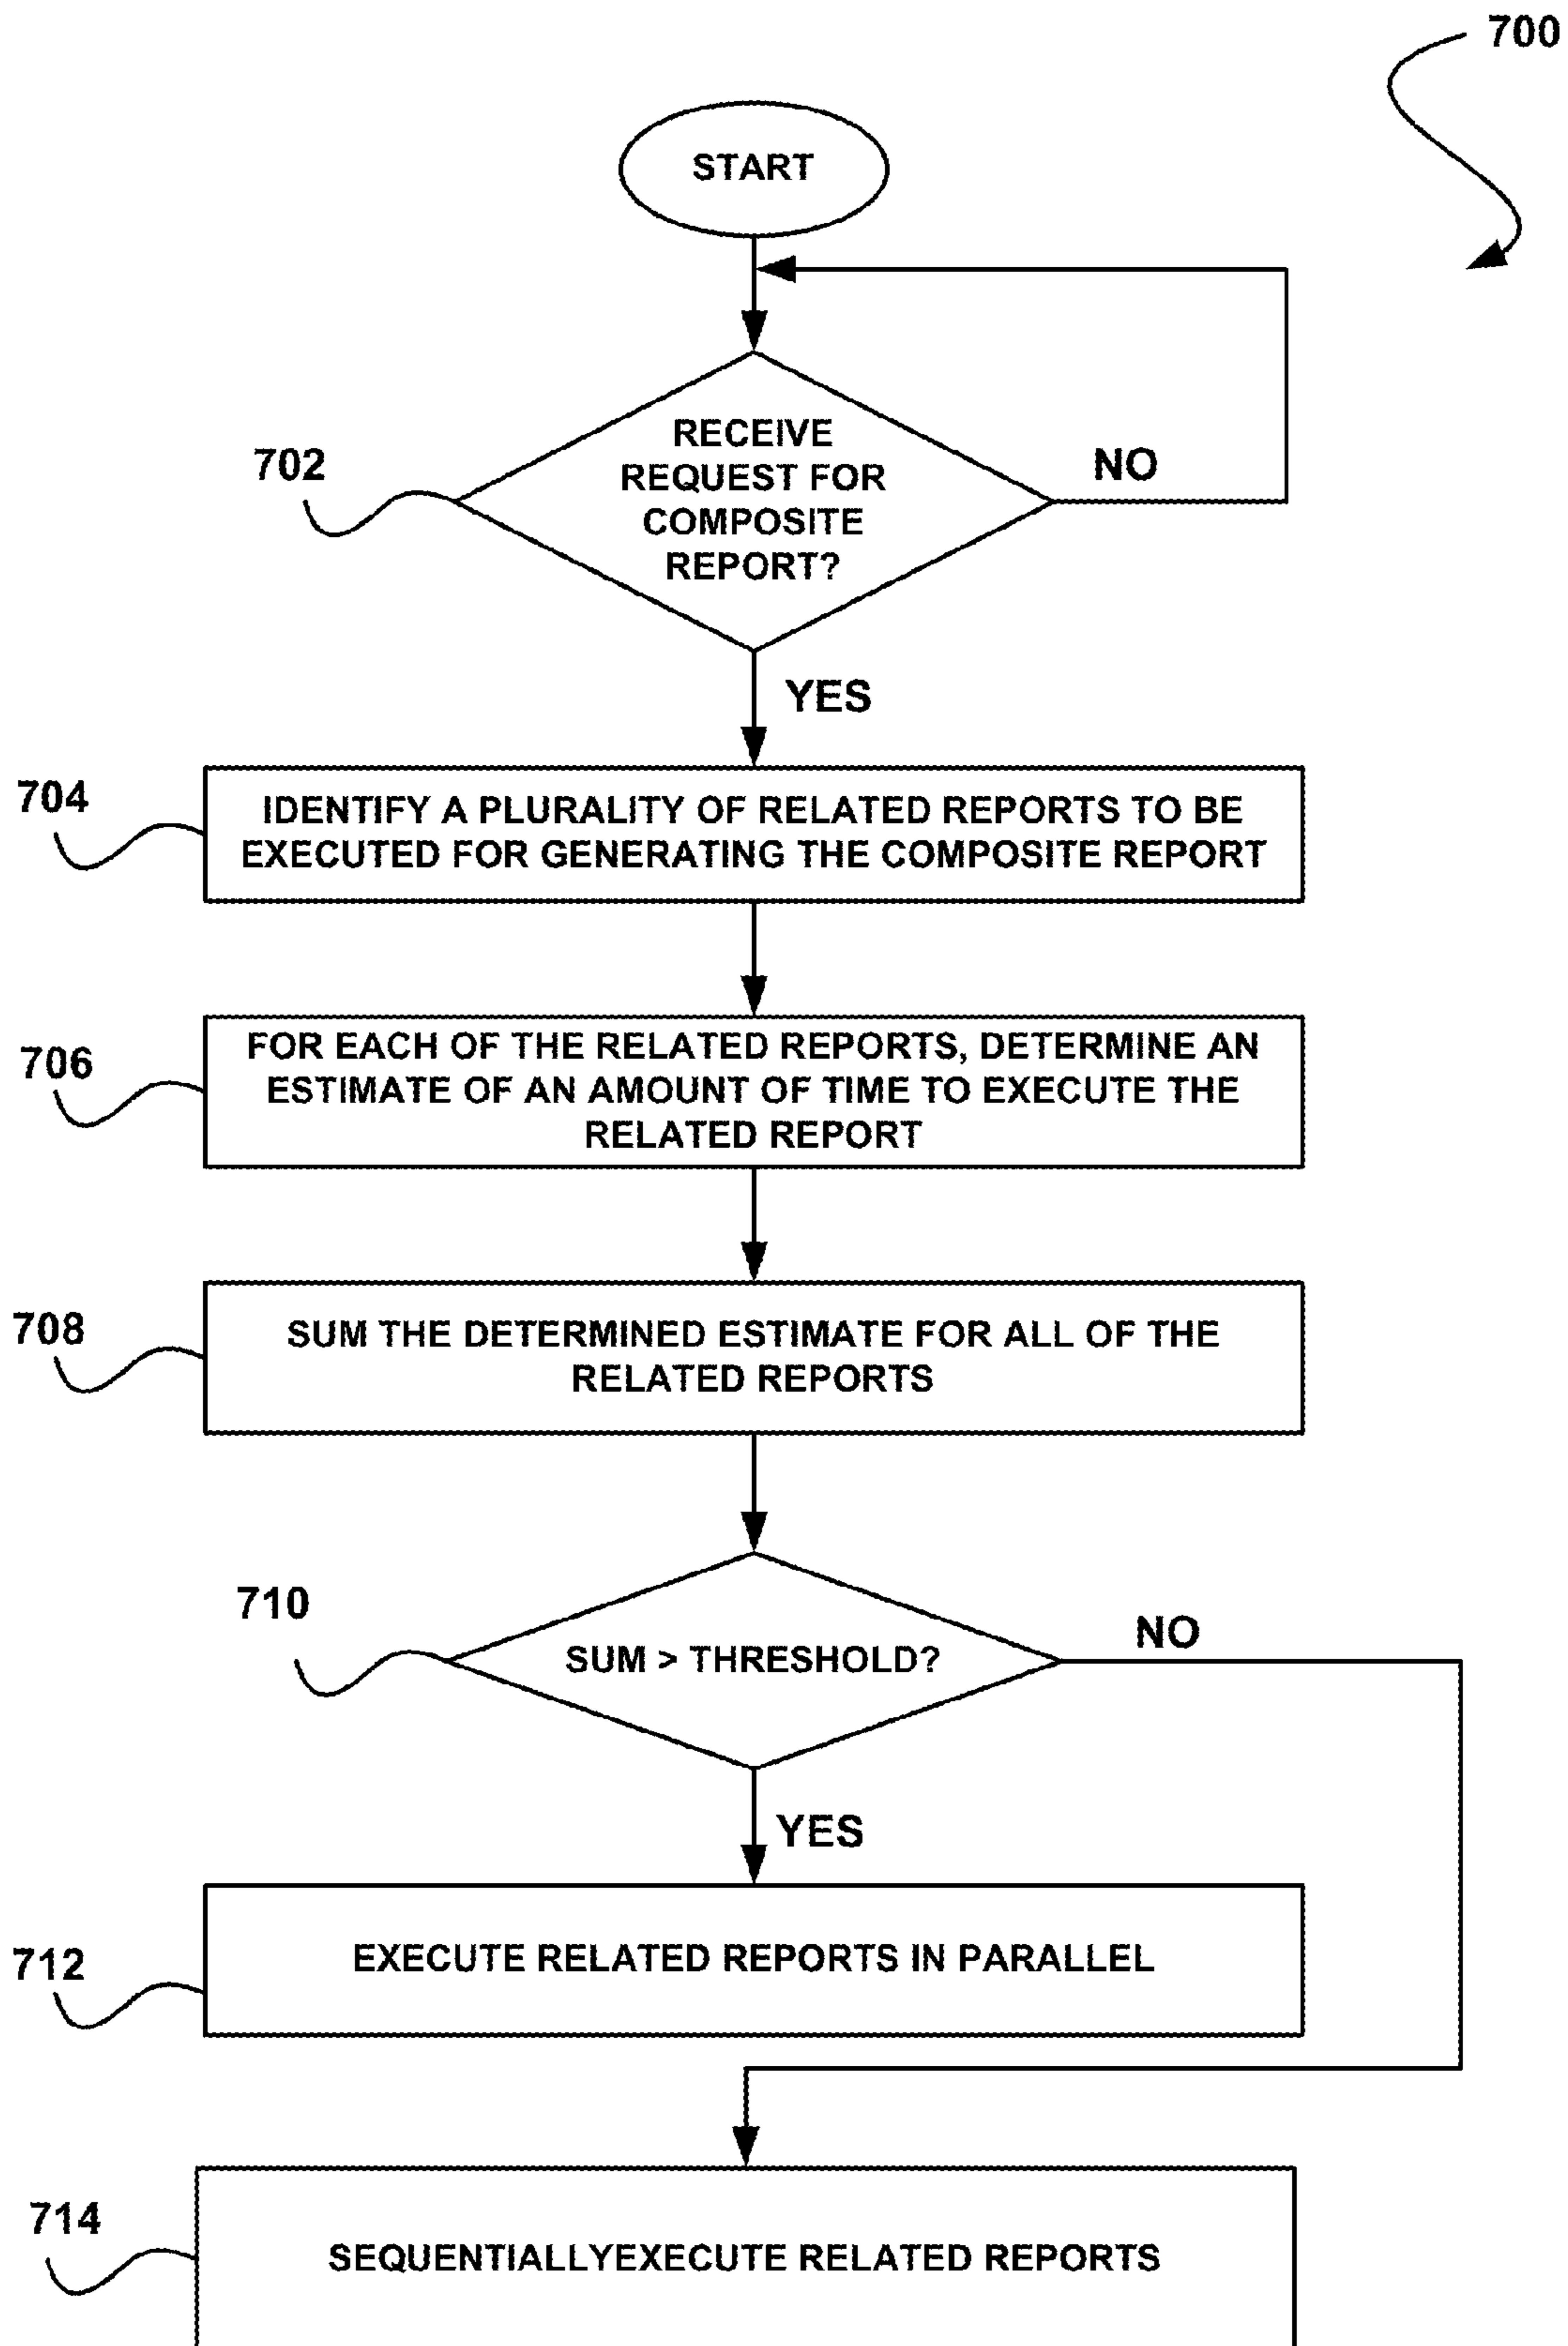 700
START
RECEIVE
REQUEST FOR
COMPOSITE
REPORT?
702
NO
YES
704
IDENTIFY A PLURALITY OF RELATED REPORTS TO BE
EXECUTED FOR GENERATING THE COMPOSITE REPORT
706
FOR EACH OF THE RELATED REPORTS, DETERMINE AN
ESTIMATE OF AN AMOUNT OF TIME TO EXECUTE THE
RELATED REPORT
708
SUM THE DETERMINED ESTIMATE FOR ALL OF THE
RELATED REPORTS
710
SUM > THRESHOLD?
NO
YES
712
EXECUTE RELATED REPORTS IN PARALLEL
714
SEQUENTIALLYEXECUTE RELATED REPORTS